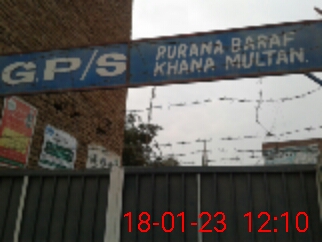 G.P/S
PURANA BARAF
KHANA MULTAN.
18-01-23 12:10